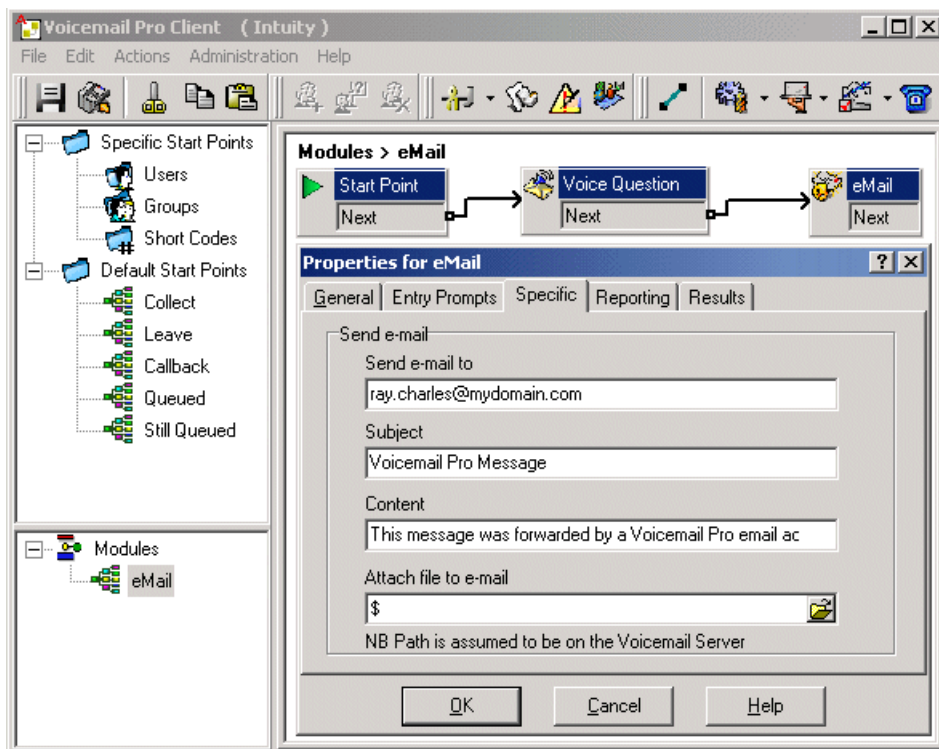 Voicemail Pro Client ( Intuity )
File Edit Actions Administration Help
Specific Start Points
Users
Groups
Short Codes
Default Start Points
Collect
Leave
Callback
Queued
Still Queued
Modules
eMail
Modules > eMail
Start Point
Next
Voice Question
Next
eMail
Next
Properties for eMail
General Entry Prompts Specific Reporting Results
Send e-mail
Send e-mail to
ray.charles@mydomain.com
Subject
Voicemail Pro Message
Content
This message was forwarded by a Voicemail Pro email ac
Attach file to e-mail
$
NB Path is assumed to be on the Voicemail Server
OK Cancel Help